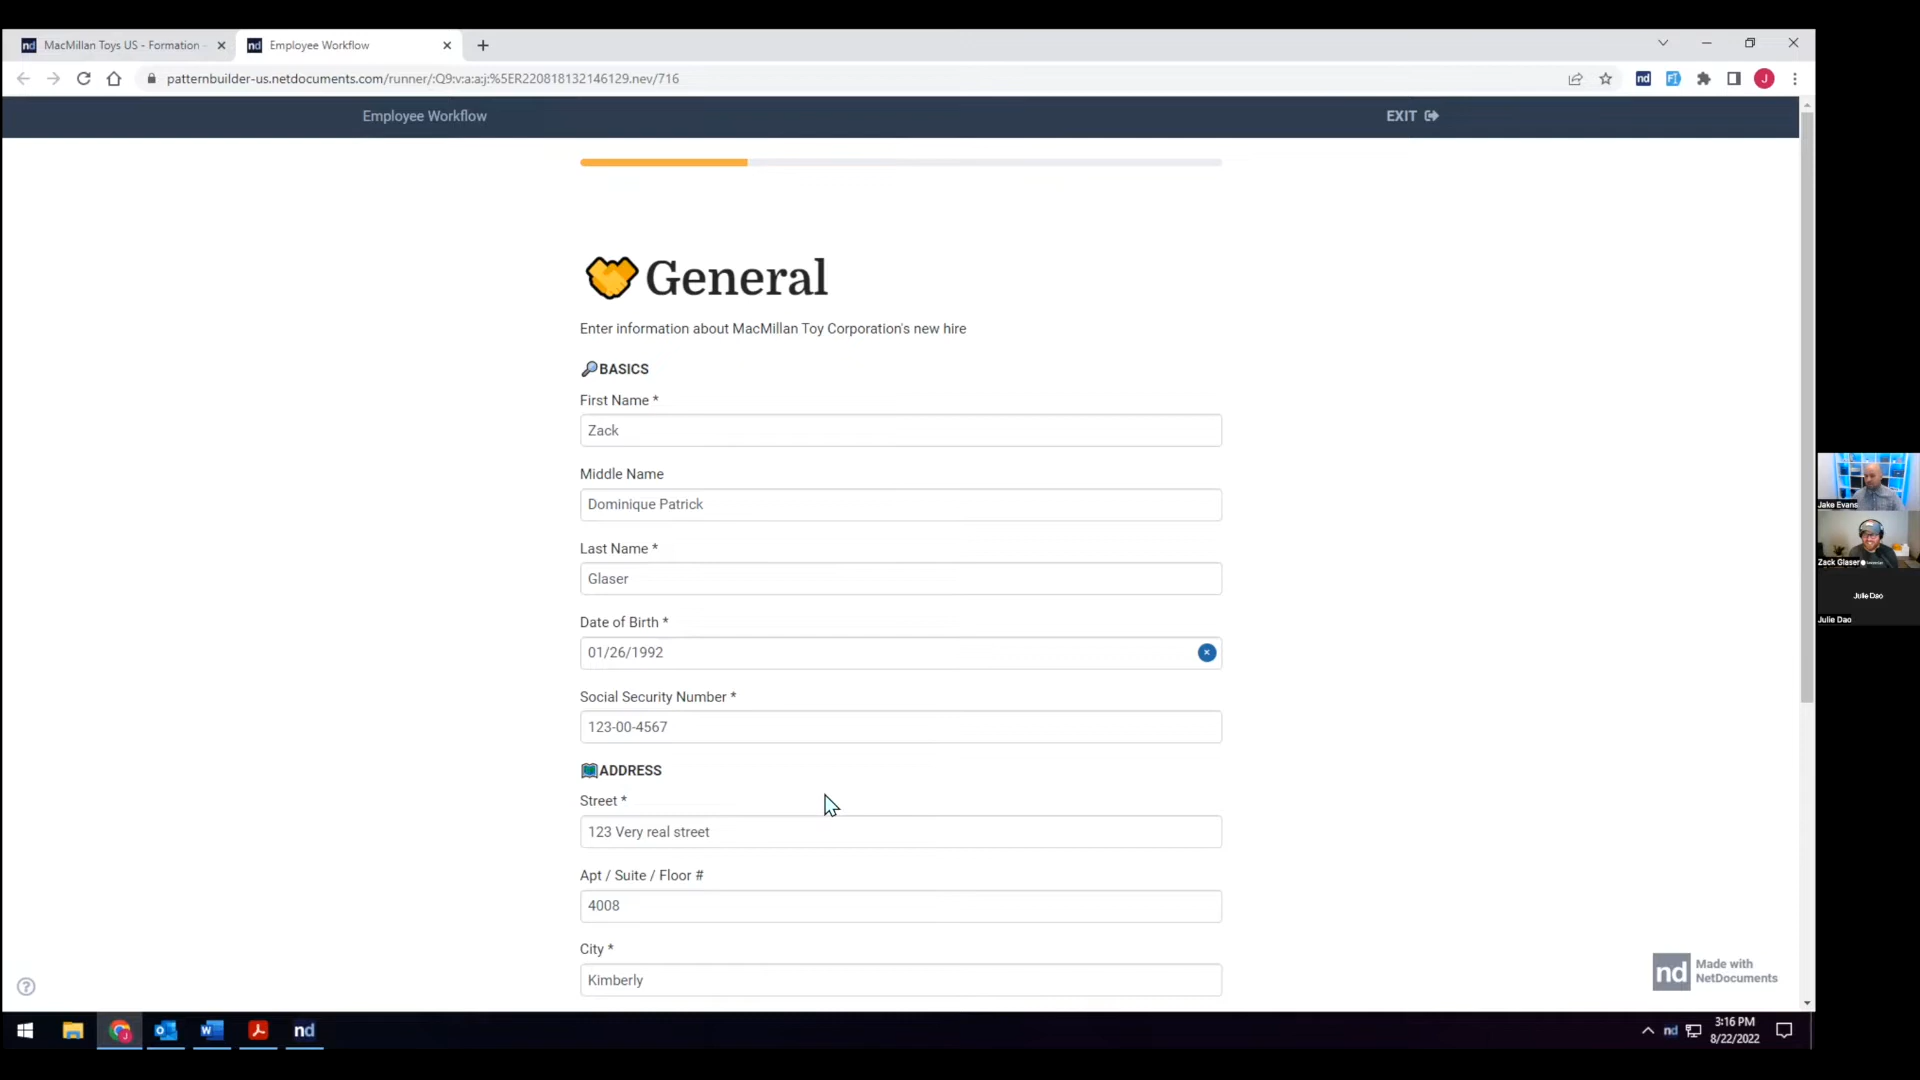 MacMillan Toys US - Formation -
Employee Workflow
patternbuilder-us.netdocuments.com/runner/:Q9:v:a:a:j:%5ER220818132146129.nev/716
nd
J
Employee Workflow
EXIT
General
Enter information about MacMillan Toy Corporation's new hire
BASICS
First Name *
Zack
Middle Name
Dominique Patrick
Last Name *
Glaser
Date of Birth *
01/26/1992
Social Security Number *
123-00-4567
ADDRESS
Street *
123 Very real street
Apt / Suite / Floor #
4008
City *
Kimberly
nd
Made with
NetDocuments
Jake Evans
Zack Glaser
Julie Dao
Julie Dao
nd
nd
3:16 PM
8/22/2022